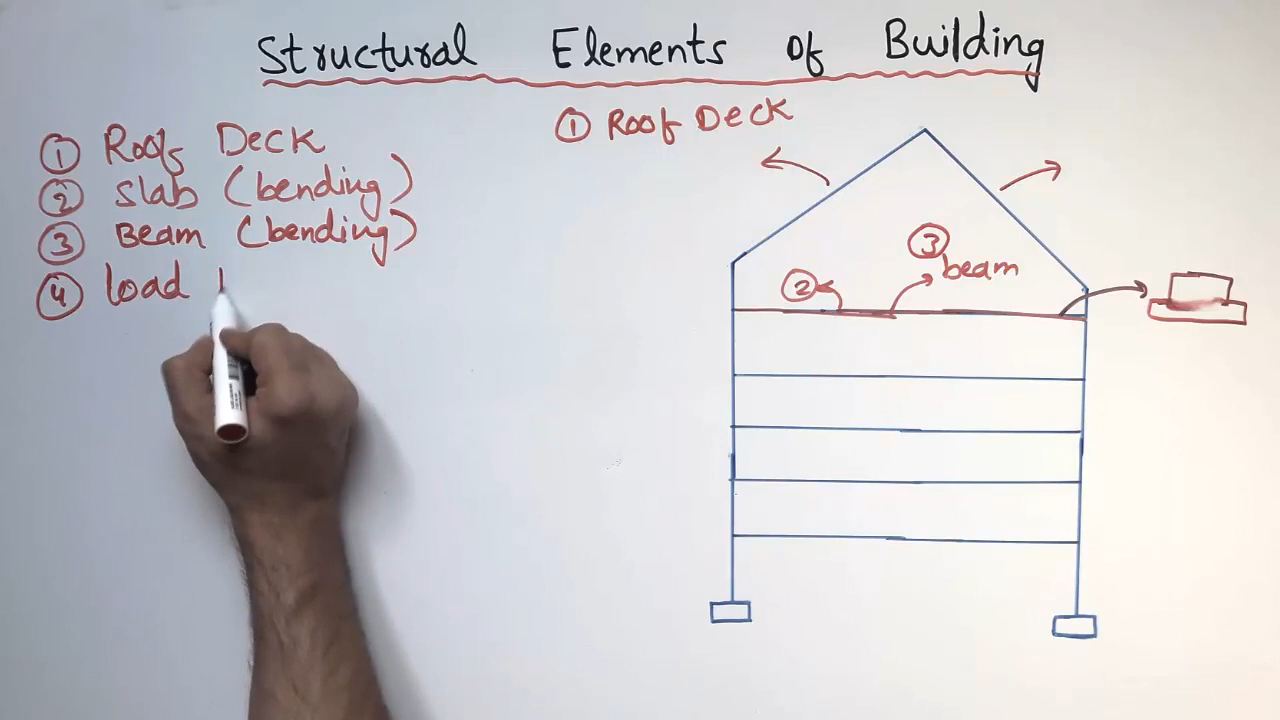 Structural Elements Of Building
① Roof Deck
② Slab (bending)
③ Beam (bending)
④ load
① Roof Deck
③
beam
②